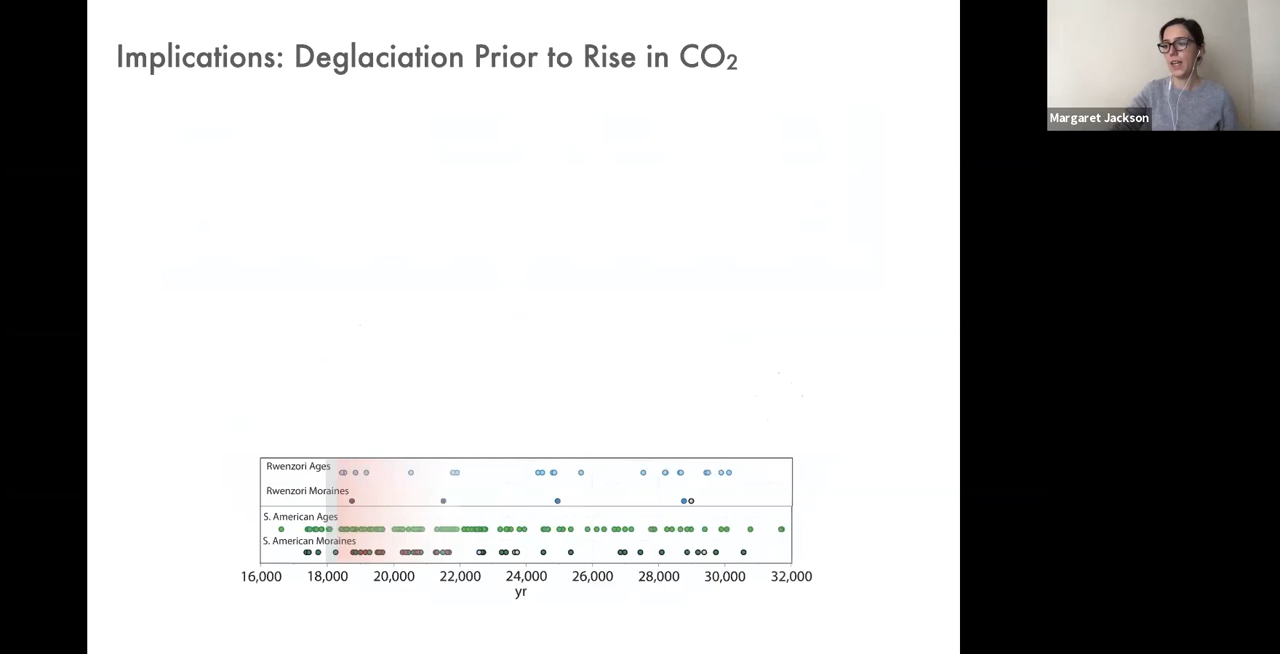 Implications: Deglaciation Prior to Rise in CO₂
Margaret Jackson
Rwenzori Ages
Rwenzori Moraines
S. American Ages
S. American Moraines
16,000 18,000 20,000 22,000 24,000 26,000 28,000 30,000 32,000
yr